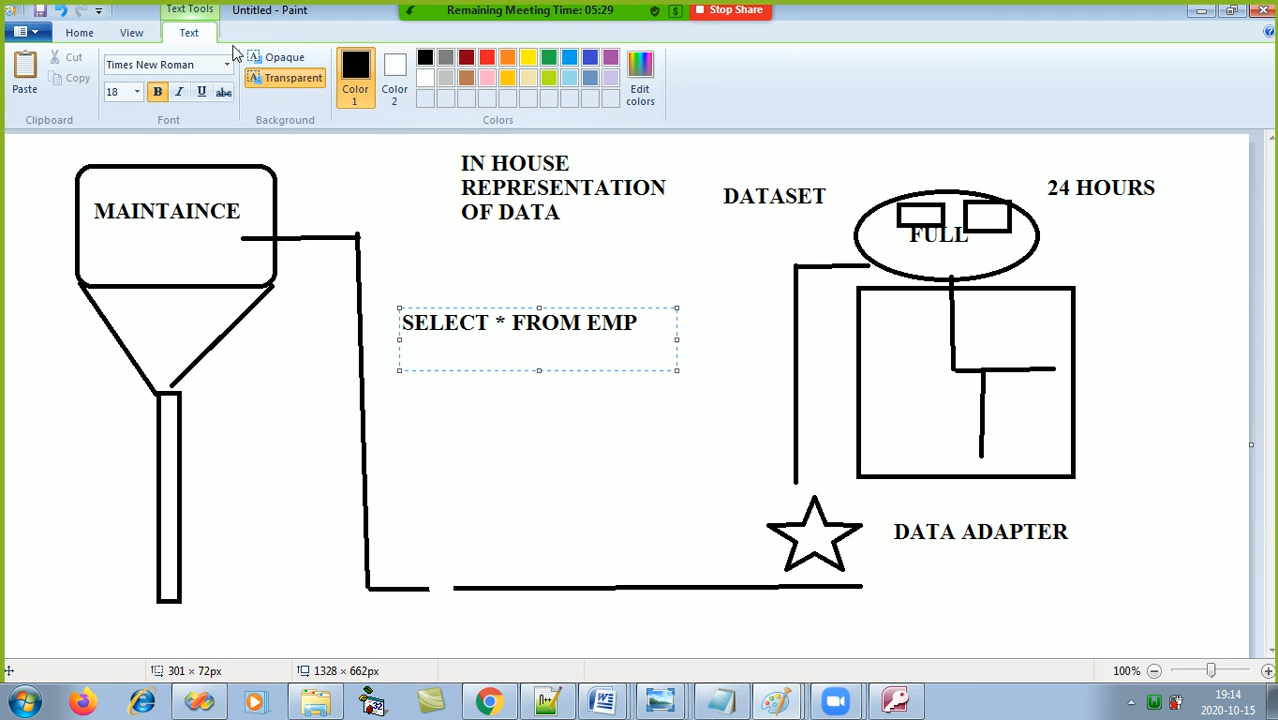 Text Tools
Untitled - Paint
Remaining Meeting Time: 05:29
Stop Share
Home
View
Text
Paste
Cut
Copy
Times New Roman
18
B
I
U
abc
Opaque
Transparent
Color 1
Color 2
Edit colors
Clipboard
Font
Background
Colors
MAINTAINCE
IN HOUSE
REPRESENTATION
OF DATA
DATASET
FULL
24 HOURS
SELECT * FROM EMP
DATA ADAPTER
301 × 72px
1328 × 662px
100%
19:14
2020-10-15